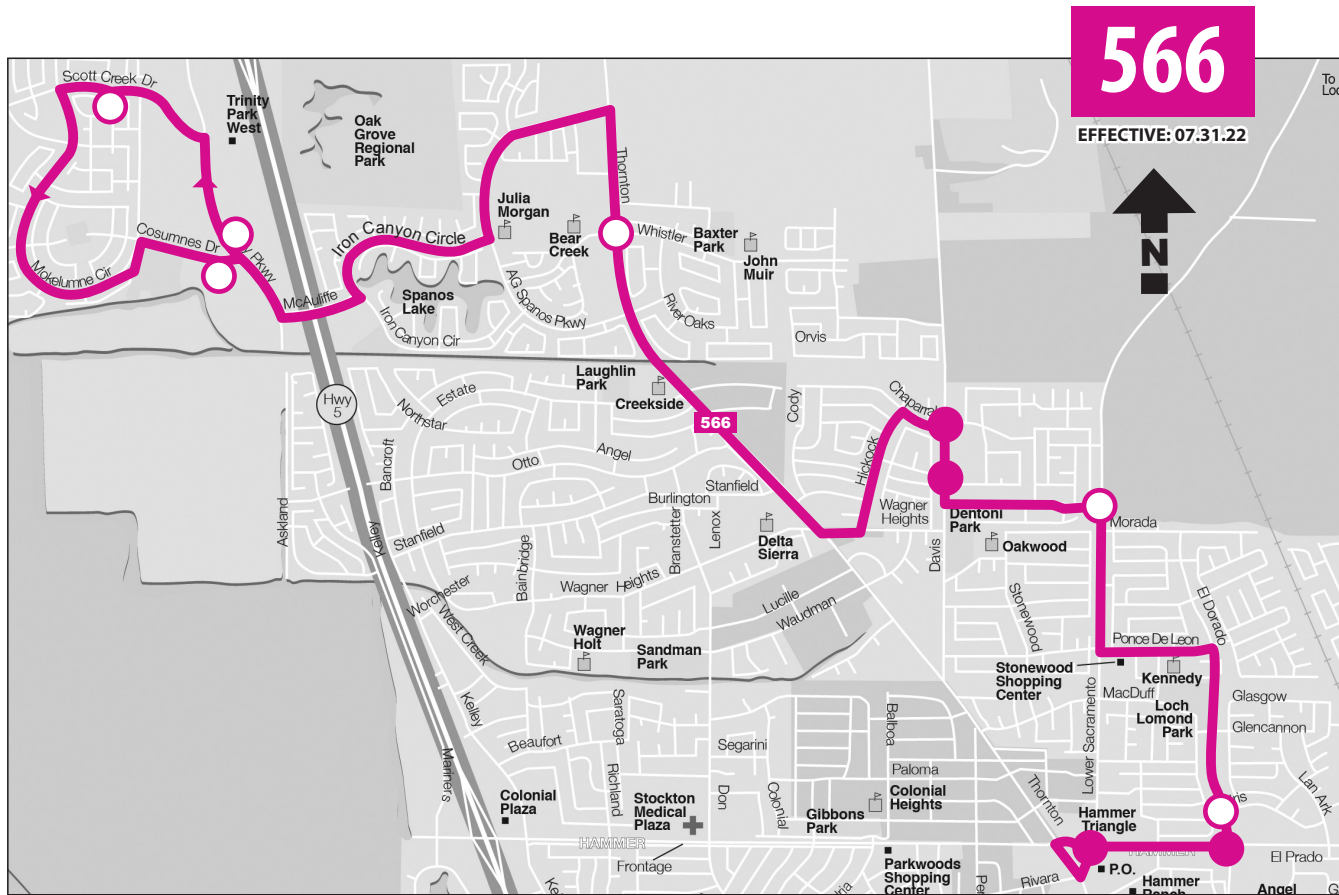 566
EFFECTIVE: 07.31.22
N
To
Scott Creek Dr
Trinity
Park
West
Oak
Grove
Regional
Park
Thornton
Julia
Morgan
Bear
Creek
Whistler
Baxter
Park
John
Muir
Iron Canyon Circle
Cosumnes Dr
Pkwy
Mokelumne Cir
McAuliffe
Spanos
Lake
Iron Canyon Cir
AG Spanos Pkwy
River Oaks
Orvis
Laughlin
Park
Creekside
566
Cody
Chaparral
Hwy
5
Estate
Northstar
Bancroft
Otto
Angel
Hickock
Stanfield
Burlington
Wagner
Heights
Dentoni
Park
Morada
Askland
Kelley
Stanfield
Bainbridge
Branstetter
Lenox
Delta
Sierra
Davis
Oakwood
Wagner Heights
Worchester
West Creek
Lucille
Waudman
Stonewood
El Dorado
Wagner
Holt
Sandman
Park
Ponce De Leon
Stonewood
Shopping
Center
Kennedy
MacDuff
Loch
Lomond
Park
Glasgow
Glencannon
Kelley
Saratoga
Beaufort
Richland
Segarini
Balboa
Lower Sacramento
Mariners
Don
Colonial
Paloma
Thornton
Lan Ark
Colonial
Plaza
Stockton
Medical
Plaza
Gibbons
Park
Colonial
Heights
Hammer
Triangle
HAMMER
HAMMER
Frontage
El Prado
Parkwoods
Shopping
Center
Rivara
P.O.
Hammer
Angel